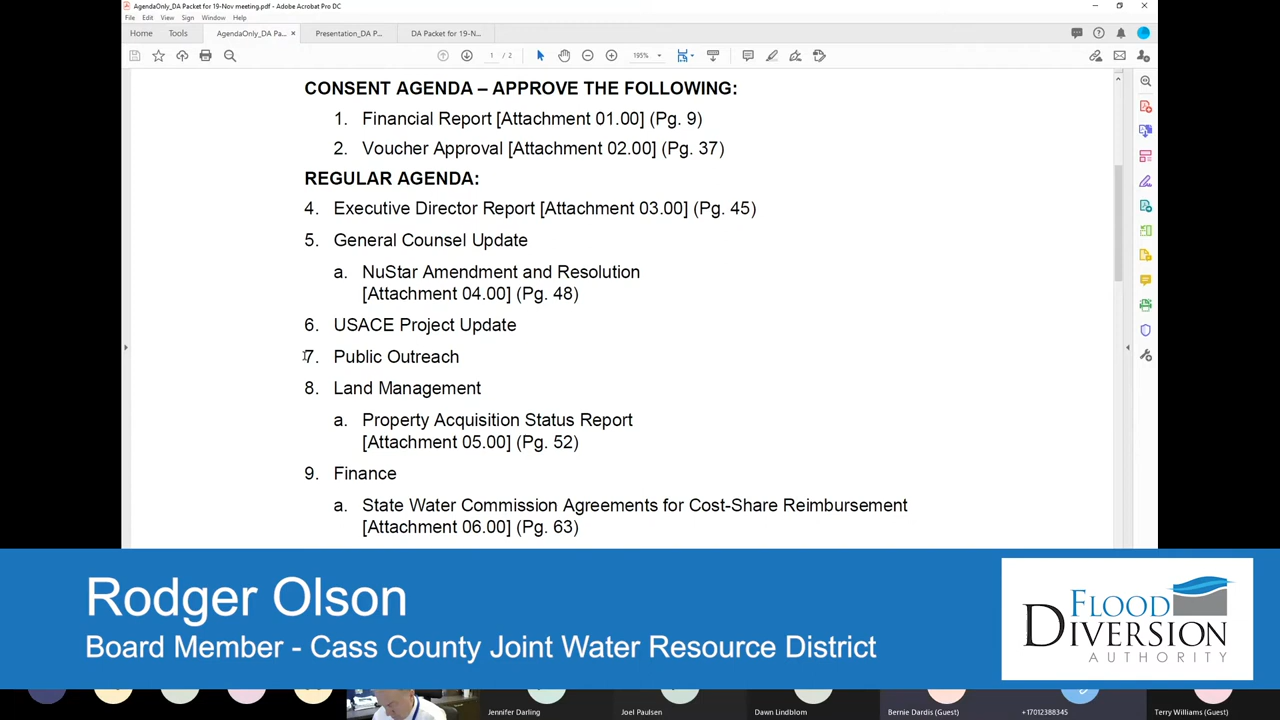 AgendaOnly_DA Packet for 19-Nov meeting.pdf - Adobe Acrobat Pro DC
File Edit View Sign Window Help
Home Tools AgendaOnly_DA Pa... × Presentation_DA P... DA Packet for 19-N...
1 / 2 195%
CONSENT AGENDA – APPROVE THE FOLLOWING:
1. Financial Report [Attachment 01.00] (Pg. 9)
2. Voucher Approval [Attachment 02.00] (Pg. 37)
REGULAR AGENDA:
4. Executive Director Report [Attachment 03.00] (Pg. 45)
5. General Counsel Update
a. NuStar Amendment and Resolution
[Attachment 04.00] (Pg. 48)
6. USACE Project Update
7. Public Outreach
8. Land Management
a. Property Acquisition Status Report
[Attachment 05.00] (Pg. 52)
9. Finance
a. State Water Commission Agreements for Cost-Share Reimbursement
[Attachment 06.00] (Pg. 63)
Rodger Olson
Board Member - Cass County Joint Water Resource District
FLOOD
DIVERSION
AUTHORITY
Jennifer Darling Joel Paulsen Dawn Lindblom Bernie Dardis (Guest) +17012388345 Terry Williams (Guest)